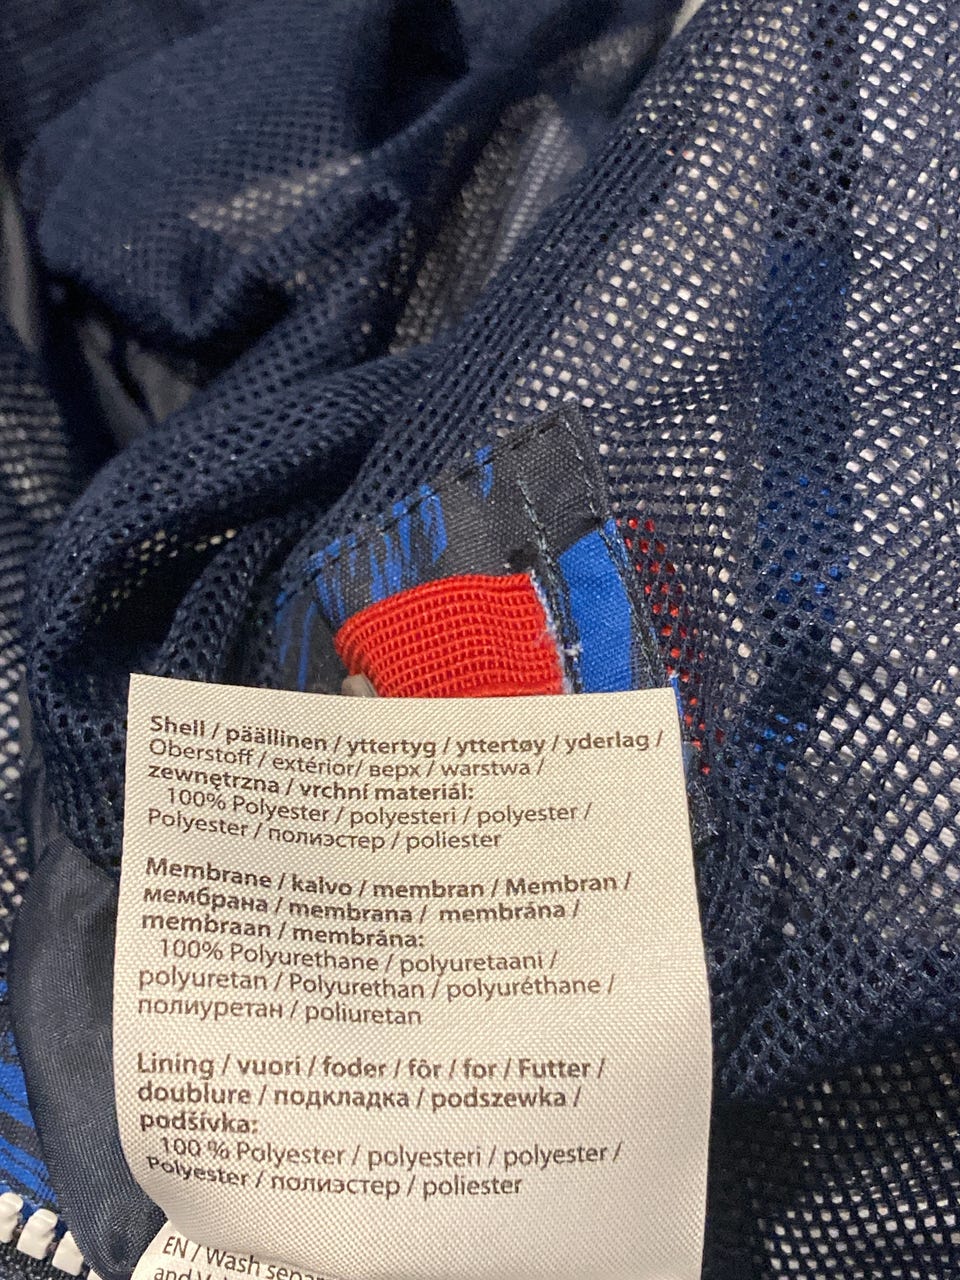 Shell / päällinen / yttertyg / yttertøy / yderlag /
Oberstoff / extérior/ верх / warstwa /
zewnętrzna / vrchní materiál:
100% Polyester / polyesteri / polyester /
Polyester / полиэстер / poliester
Membrane / kalvo / membran / Membran /
мембрана / membrana / membrána /
membraan / membrâna:
100% Polyurethane / polyuretaani /
polyuretan / Polyurethan / polyuréthane /
полиуретан / poliuretan
Lining / vuori / foder / fôr / for / Futter /
doublure / подкладка / podszewka /
podšívka:
100 % Polyester / polyesteri / polyester /
Polyester / полиэстер / poliester
EN / Wash
and